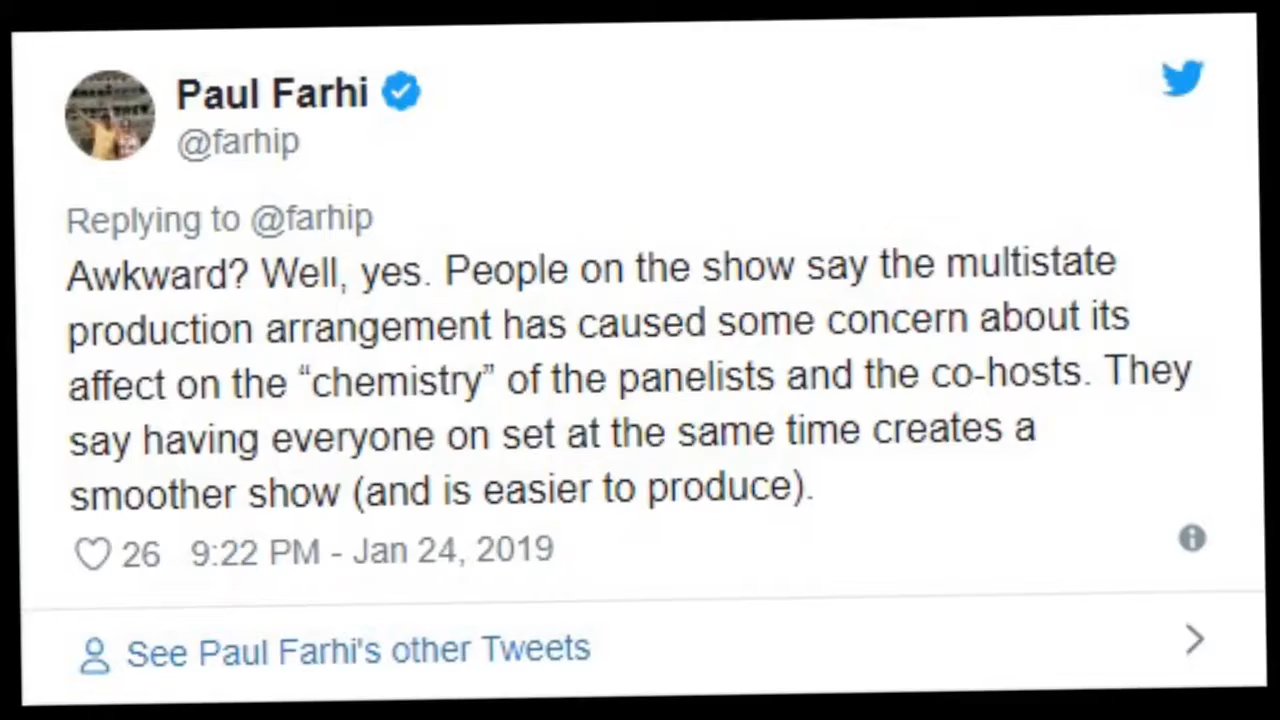 Paul Farhi
@farhip
Replying to @farhip
Awkward? Well, yes. People on the show say the multistate
production arrangement has caused some concern about its
affect on the “chemistry” of the panelists and the co-hosts. They
say having everyone on set at the same time creates a
smoother show (and is easier to produce).
26 9:22 PM - Jan 24, 2019
See Paul Farhi's other Tweets